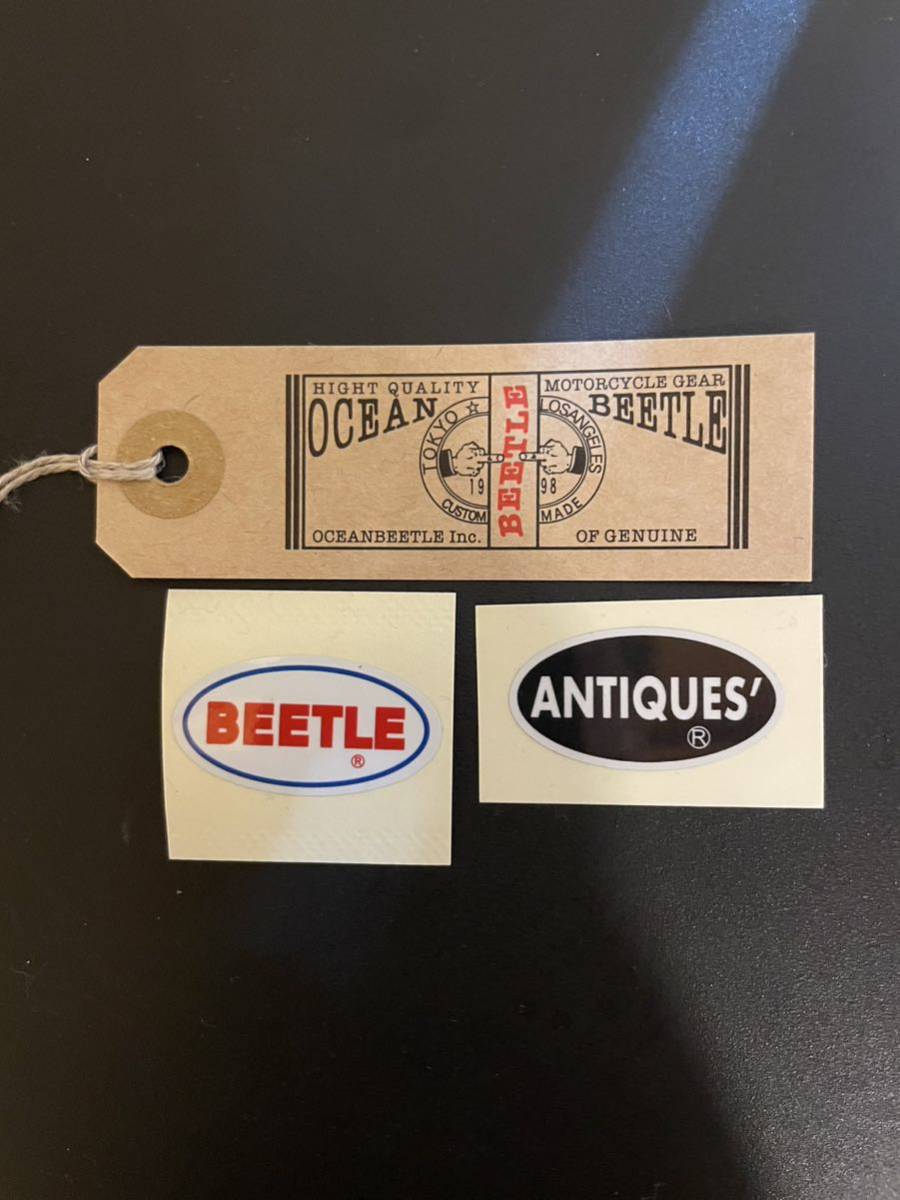 HIGHT QUALITY
OCEAN
TOKYO ☆
19
CUSTOM
OCEANBEETLE Inc.
BEETLE
MOTORCYCLE GEAR
BEETLE
LOSANGELES
98
MADE
OF GENUINE
BEETLE
®
ANTIQUES'
®